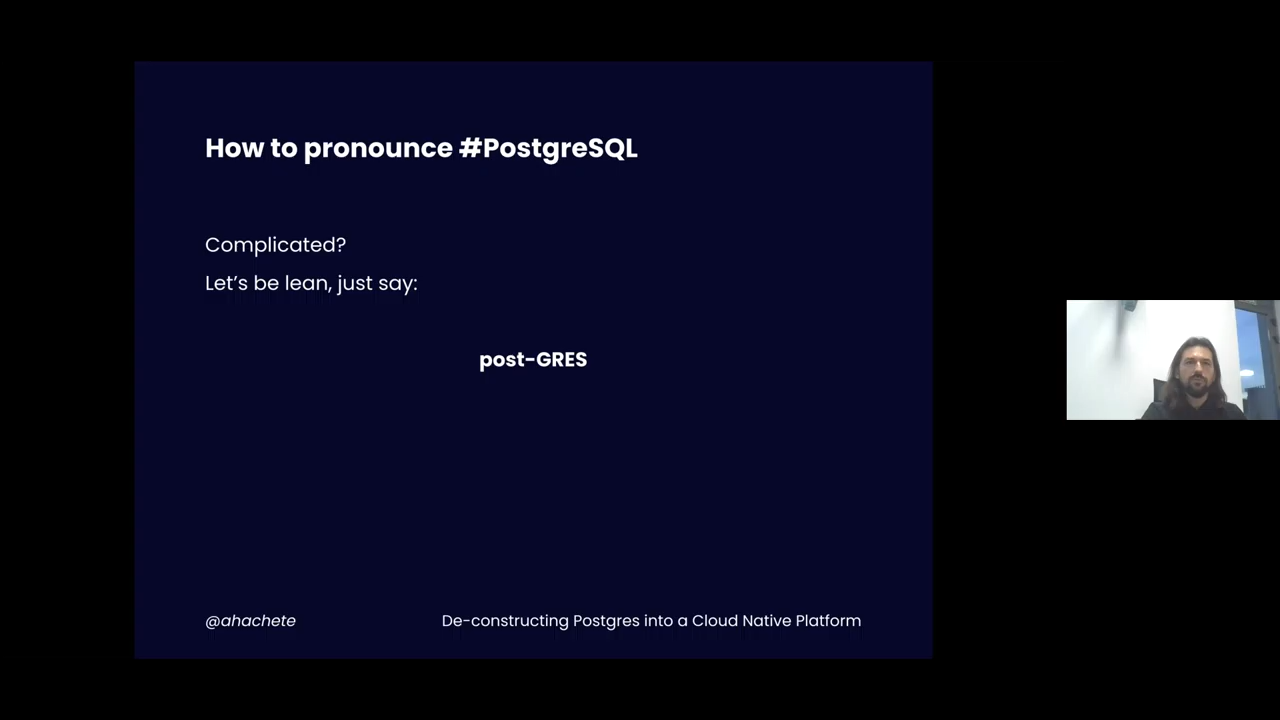 How to pronounce #PostgreSQL
Complicated?
Let's be lean, just say:
post-GRES
@ahachete
De-constructing Postgres into a Cloud Native Platform